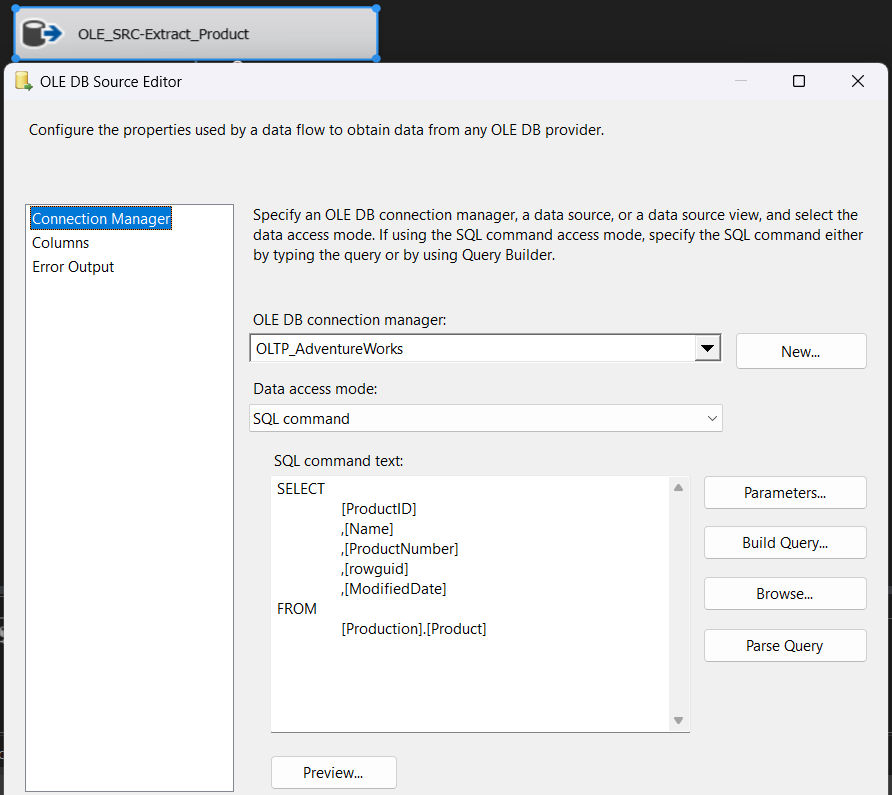 OLE_SRC-Extract_Product
OLE DB Source Editor
Configure the properties used by a data flow to obtain data from any OLE DB provider.
Connection Manager
Columns
Error Output
Specify an OLE DB connection manager, a data source, or a data source view, and select the
data access mode. If using the SQL command access mode, specify the SQL command either
by typing the query or by using Query Builder.
OLE DB connection manager:
OLTP_AdventureWorks
New...
Data access mode:
SQL command
SQL command text:
SELECT
[ProductID]
,[Name]
,[ProductNumber]
,[rowguid]
,[ModifiedDate]
FROM
[Production].[Product]
Parameters...
Build Query...
Browse...
Parse Query
Preview...